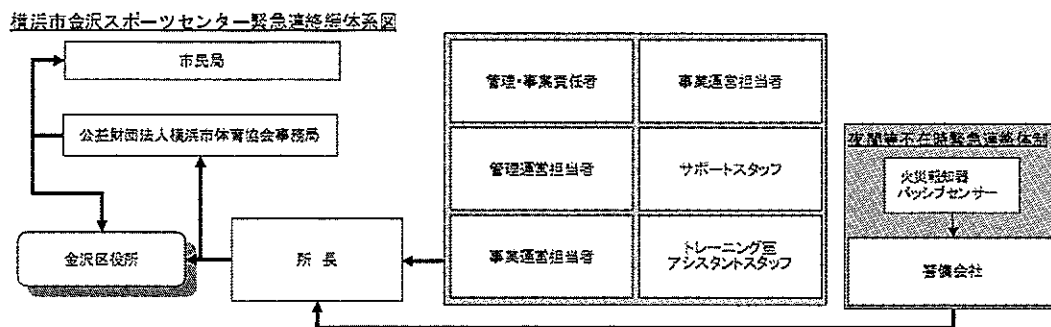 横浜市金沢スポーツセンター緊急連絡網体系図
市民局
公益財団法人横浜市体育協会事務局
金沢区役所
所 長
管理・事業責任者
事業運営担当者
管理運営担当者
サポートスタッフ
事業運営担当者
トレーニング室
アシスタントスタッフ
夜間等不在時緊急連絡体制
火災報知器
パッシブセンサー
警備会社